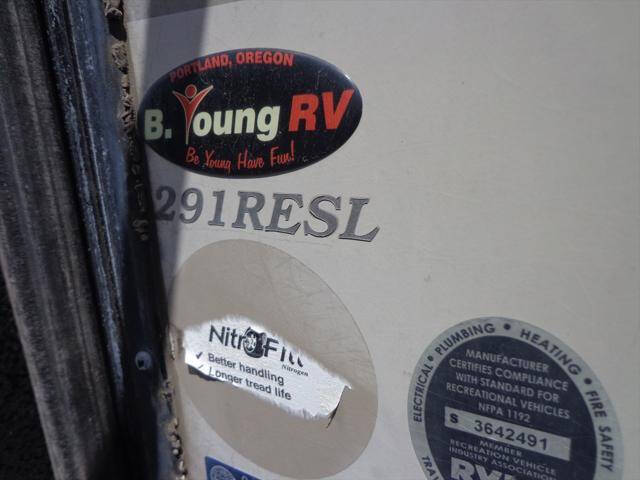 PORTLAND, OREGON
B. Young RV
Be Young Have Fun!
291RESL
Nitr
Nitrogen
✓ Better handling
✓ Longer tread life
ELECTRICAL • PLUMBING • HEATING • FIRE SAFETY
MANUFACTURER
CERTIFIES COMPLIANCE
WITH STANDARD FOR
RECREATIONAL VEHICLES
NFPA 1192
S 3642491
MEMBER
RECREATION VEHICLE
INDUSTRY ASSOCIATION